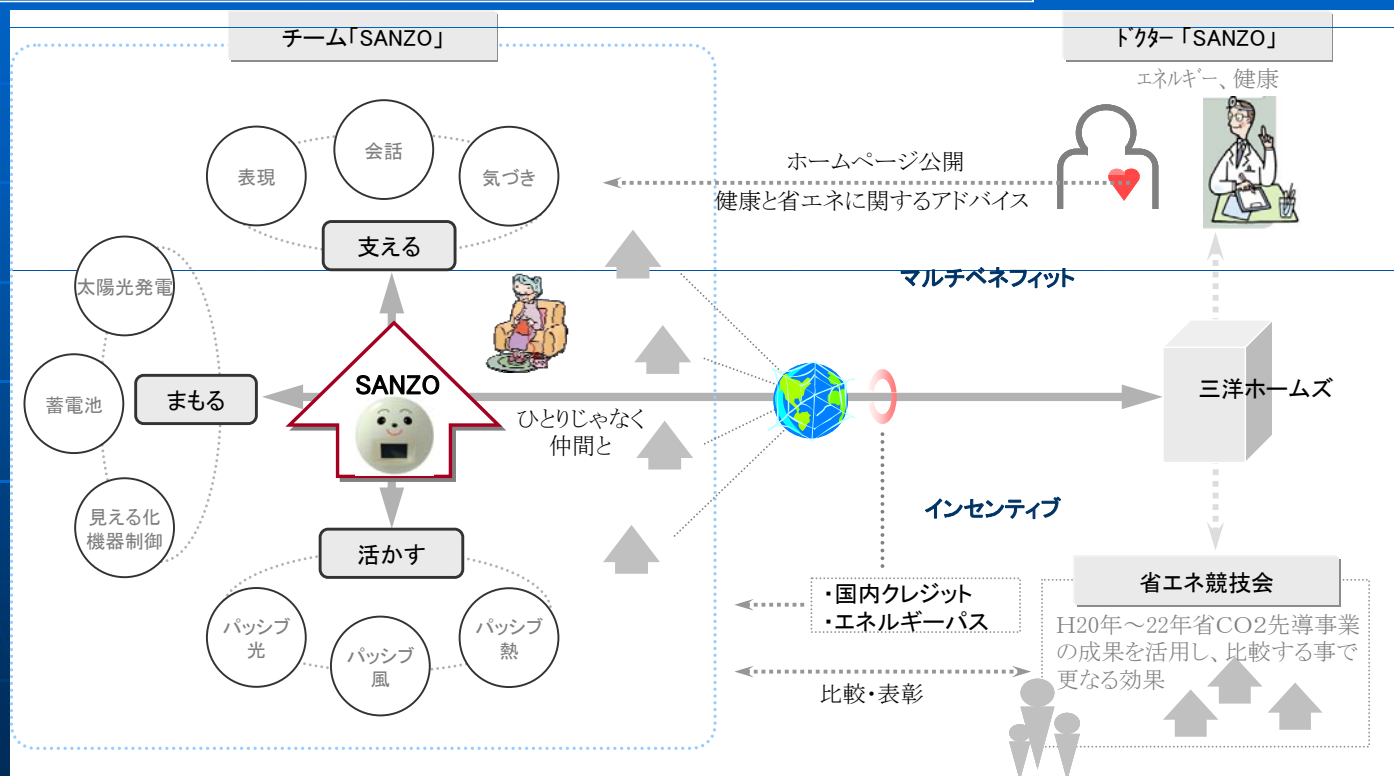 チーム「SANZO」
ドクター「SANZO」
エネルギー、健康
会話
表現
気づき
支える
ホームページ公開
健康と省エネに関するアドバイス
マルチベネフィット
太陽光発電
蓄電池
見える化
機器制御
まもる
SANZO
ひとりじゃなく
仲間と
三洋ホームズ
インセンティブ
活かす
パッシブ
光
パッシブ
風
パッシブ
熱
・国内クレジット
・エネルギーパス
比較・表彰
省エネ競技会
H20年～22年省CO2先導事業
の成果を活用し、比較する事で
更なる効果